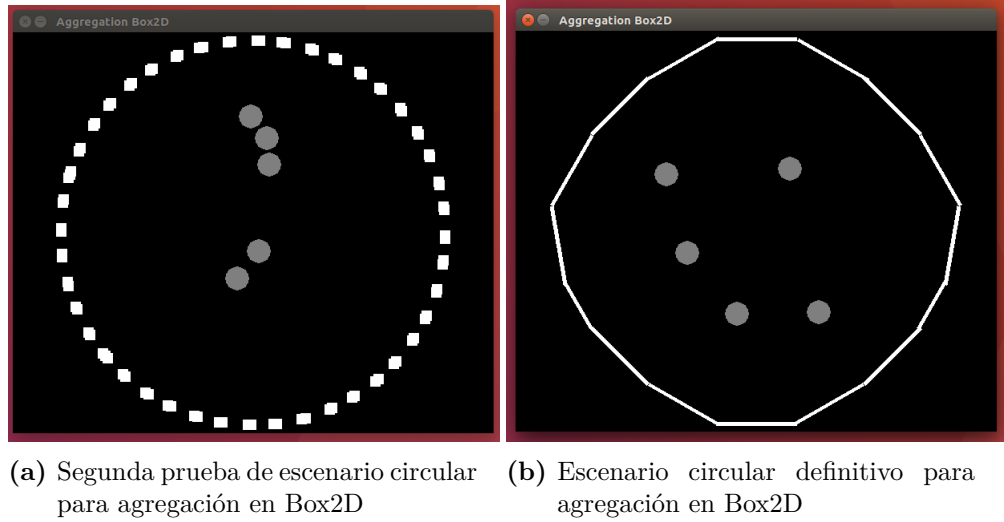 Aggregation Box2D
Aggregation Box2D
(a) Segunda prueba de escenario circular
para agregación en Box2D
(b) Escenario circular definitivo para
agregación en Box2D